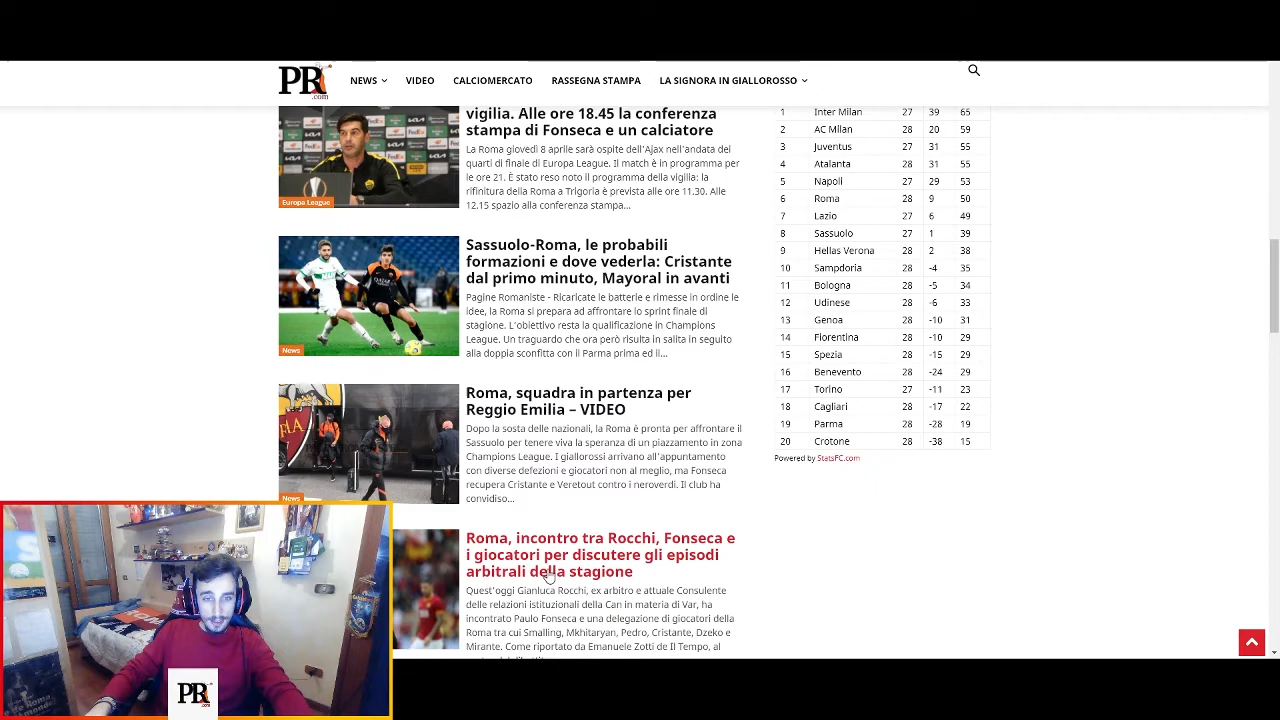 PR
.com
NEWS
VIDEO
CALCIOMERCATO
RASSEGNA STAMPA
LA SIGNORA IN GIALLOROSSO
vigilia. Alle ore 18.45 la conferenza
stampa di Fonseca e un calciatore
La Roma giovedì 8 aprile sarà ospite dell'Ajax nell'andata dei
quarti di finale di Europa League. Il match è in programma per
le ore 21. È stato reso noto il programma della vigilia: la
rifinitura della Roma a Trigoria è prevista alle ore 11.30. Alle
12.15 spazio alla conferenza stampa...
Europa League
Sassuolo-Roma, le probabili
formazioni e dove vederla: Cristante
dal primo minuto, Mayoral in avanti
Pagine Romaniste - Ricaricate le batterie e rimesse in ordine le
idee, la Roma si prepara ad affrontare lo sprint finale di
stagione. L'obiettivo resta la qualificazione in Champions
League. Un traguardo che ora però risulta in salita in seguito
alla doppia sconfitta con il Parma prima ed il...
News
Roma, squadra in partenza per
Reggio Emilia – VIDEO
Dopo la sosta delle nazionali, la Roma è pronta per affrontare il
Sassuolo per tenere viva la speranza di un piazzamento in zona
Champions League. I giallorossi arrivano all'appuntamento
con diverse defezioni e giocatori non al meglio, ma Fonseca
recupera Cristante e Veretout contro i neroverdi. Il club ha
convidiso...
News
Roma, incontro tra Rocchi, Fonseca e
i giocatori per discutere gli episodi
arbitrali della stagione
Quest'oggi Gianluca Rocchi, ex arbitro e attuale Consulente
delle relazioni istituzionali della Can in materia di Var, ha
incontrato Paulo Fonseca e una delegazione di giocatori della
Roma tra cui Smalling, Mkhitaryan, Pedro, Cristante, Dzeko e
Mirante. Come riportato da Emanuele Zotti de Il Tempo, al
1 Inter Milan 27 39 65
AC Milan 28 20 59
3 Juventus 27 31 55
4 Atalanta 28 31 55
5 Napoli 27 29 53
6 Roma 28 9 50
7 Lazio 27 6 49
8 Sassuolo 27 1 39
9 Hellas Verona 28 2 38
10 Sampdoria 28 -4 35
11 Bologna 28 -5 34
12 Udinese 28 -6 33
13 Genoa 28 -10 31
14 Fiorentina 28 -10 29
15 Spezia 28 -15 29
16 Benevento 28 -24 29
17 Torino 27 -11 23
18 Cagliari 28 -17 22
19 Parma 28 -28 19
20 Crotone 28 -38 15
Powered by StatsFC.com
PR
.com